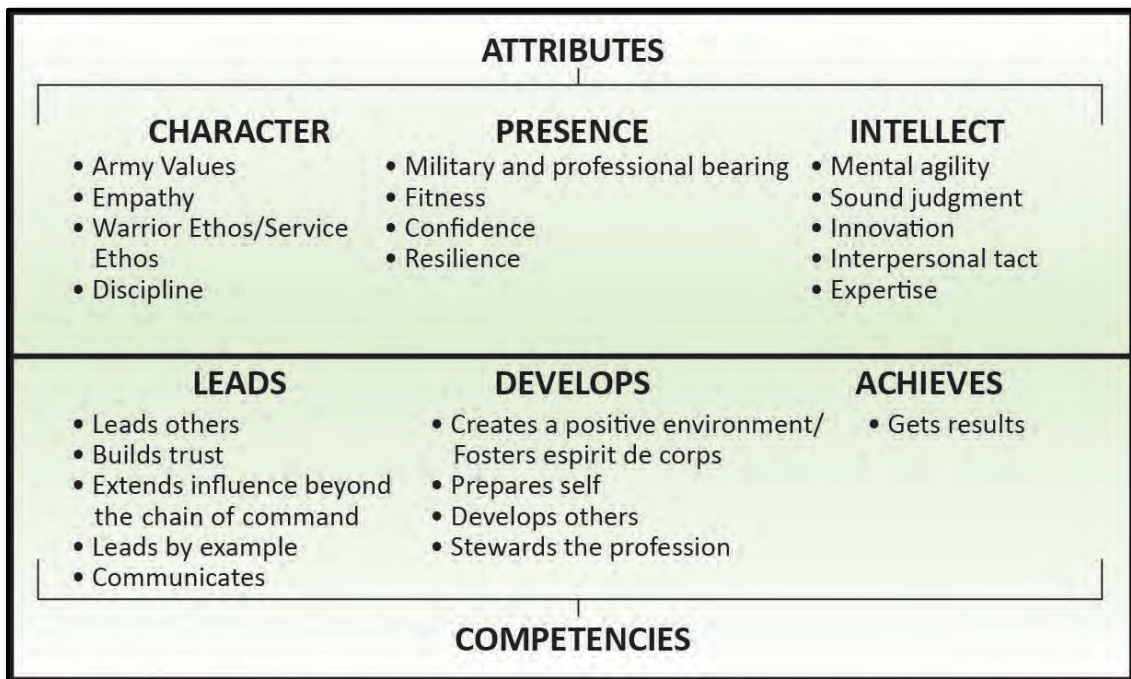 ATTRIBUTES
CHARACTER
• Army Values
• Empathy
• Warrior Ethos/Service
Ethos
• Discipline
PRESENCE
• Military and professional bearing
• Fitness
• Confidence
• Resilience
INTELLECT
• Mental agility
• Sound judgment
• Innovation
• Interpersonal tact
• Expertise
LEADS
• Leads others
• Builds trust
• Extends influence beyond
the chain of command
• Leads by example
• Communicates
DEVELOPS
• Creates a positive environment/
Fosters espirit de corps
• Prepares self
• Develops others
• Stewards the profession
ACHIEVES
• Gets results
COMPETENCIES